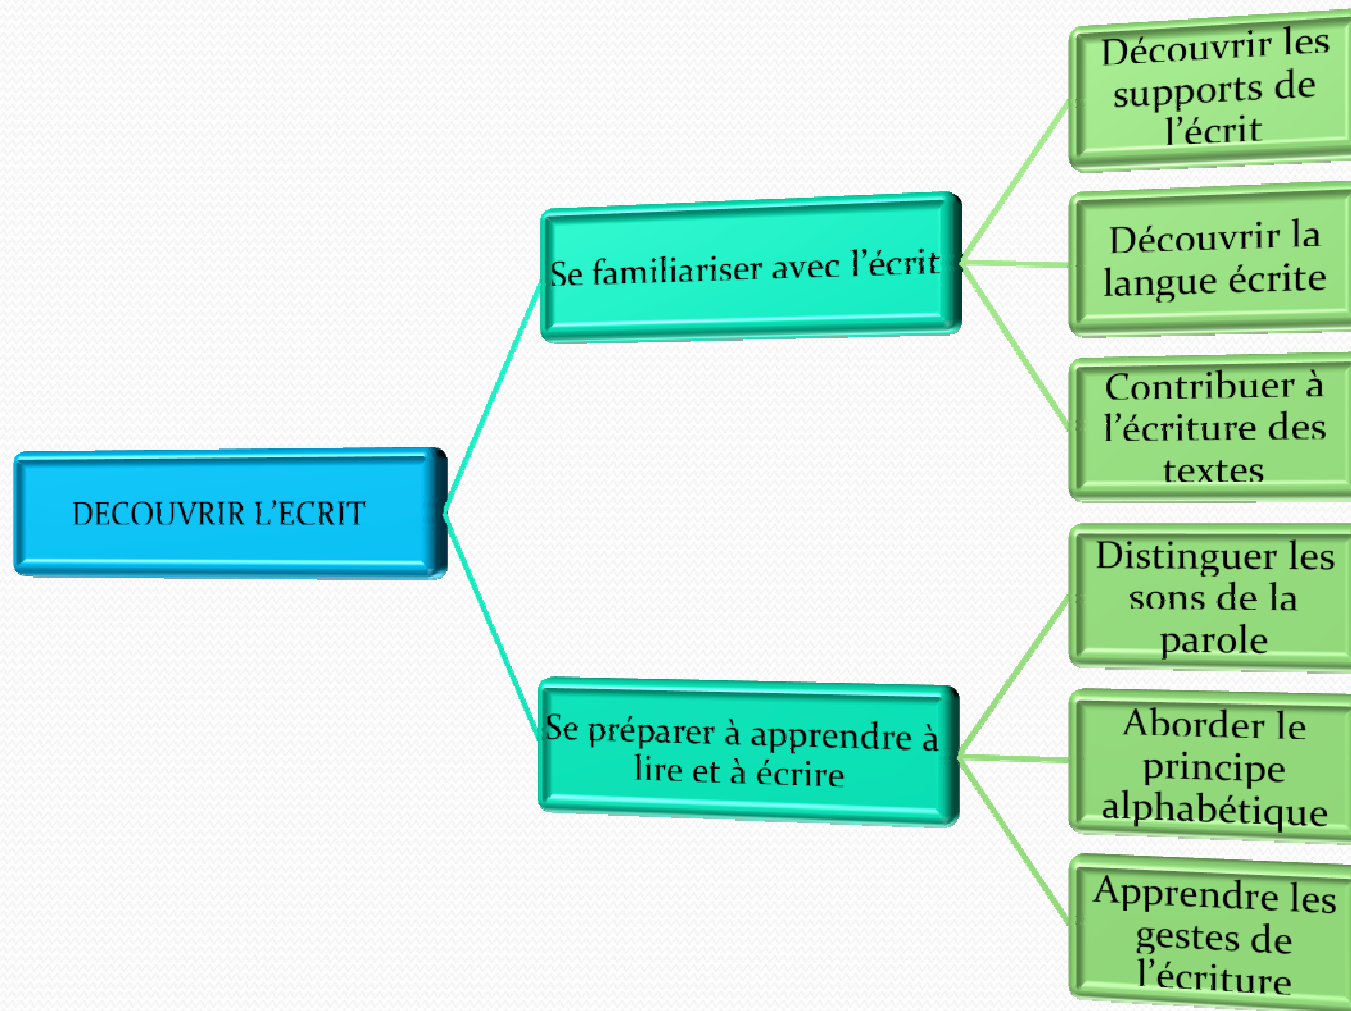 DECOUVRIR L’ECRIT
Se familiariser avec l’écrit
Découvrir les
supports de
l’écrit
Découvrir la
langue écrite
Contribuer à
l’écriture des
textes
Se préparer à apprendre à
lire et à écrire
Distinguer les
sons de la
parole
Aborder le
principe
alphabétique
Apprendre les
gestes de
l’écriture